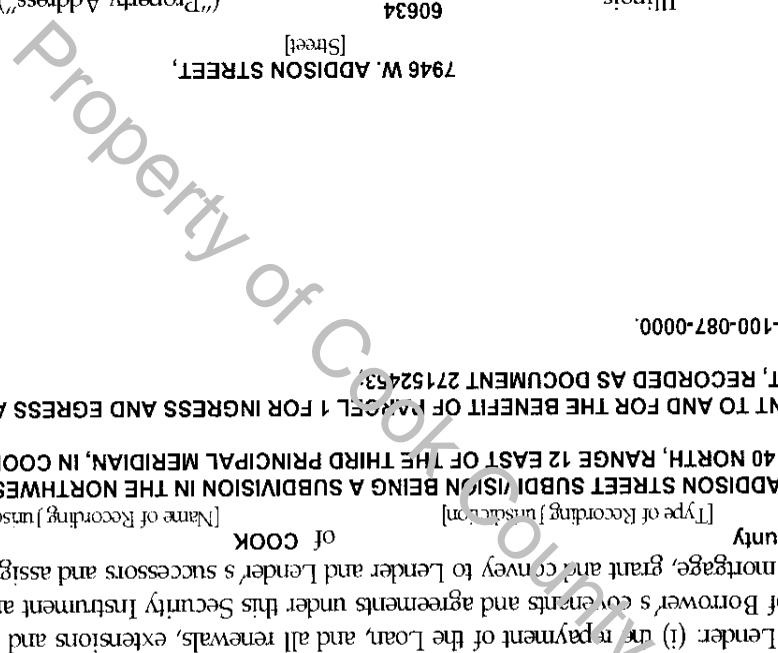 Lender: (i) the repayment of the Loan, and all renewals, extensions and
of Borrower's covenants and agreements under this Security Instrument an
mortgage, grant and convey to Lender and Lender's successors and assig
unty of COOK
[Type of Recording Jurisdiction] [Name of Recording Juris
ADDISON STREET SUBDIVISION BEING A SUBDIVISION IN THE NORTHWES
40 NORTH, RANGE 12 EAST OF THE THIRD PRINCIPAL MERIDIAN, IN COO
NT TO AND FOR THE BENEFIT OF PARCEL 1 FOR INGRESS AND EGRESS A
T, RECORDED AS DOCUMENT 27152453;
-100-087-0000.
7946 W. ADDISON STREET,
[Street]
Illinois 60634 ("Property Address")
Property of Cook County